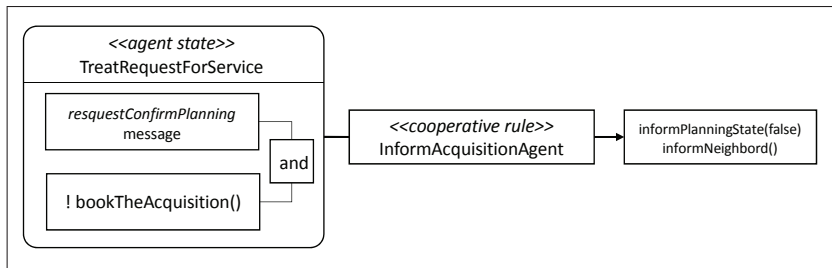 <<agent state>>
TreatRequestForService
resquestConfirmPlanning
message
and
! bookTheAcquisition()
<<cooperative rule>>
InformAcquisitionAgent
informPlanningState(false)
informNeighbord()